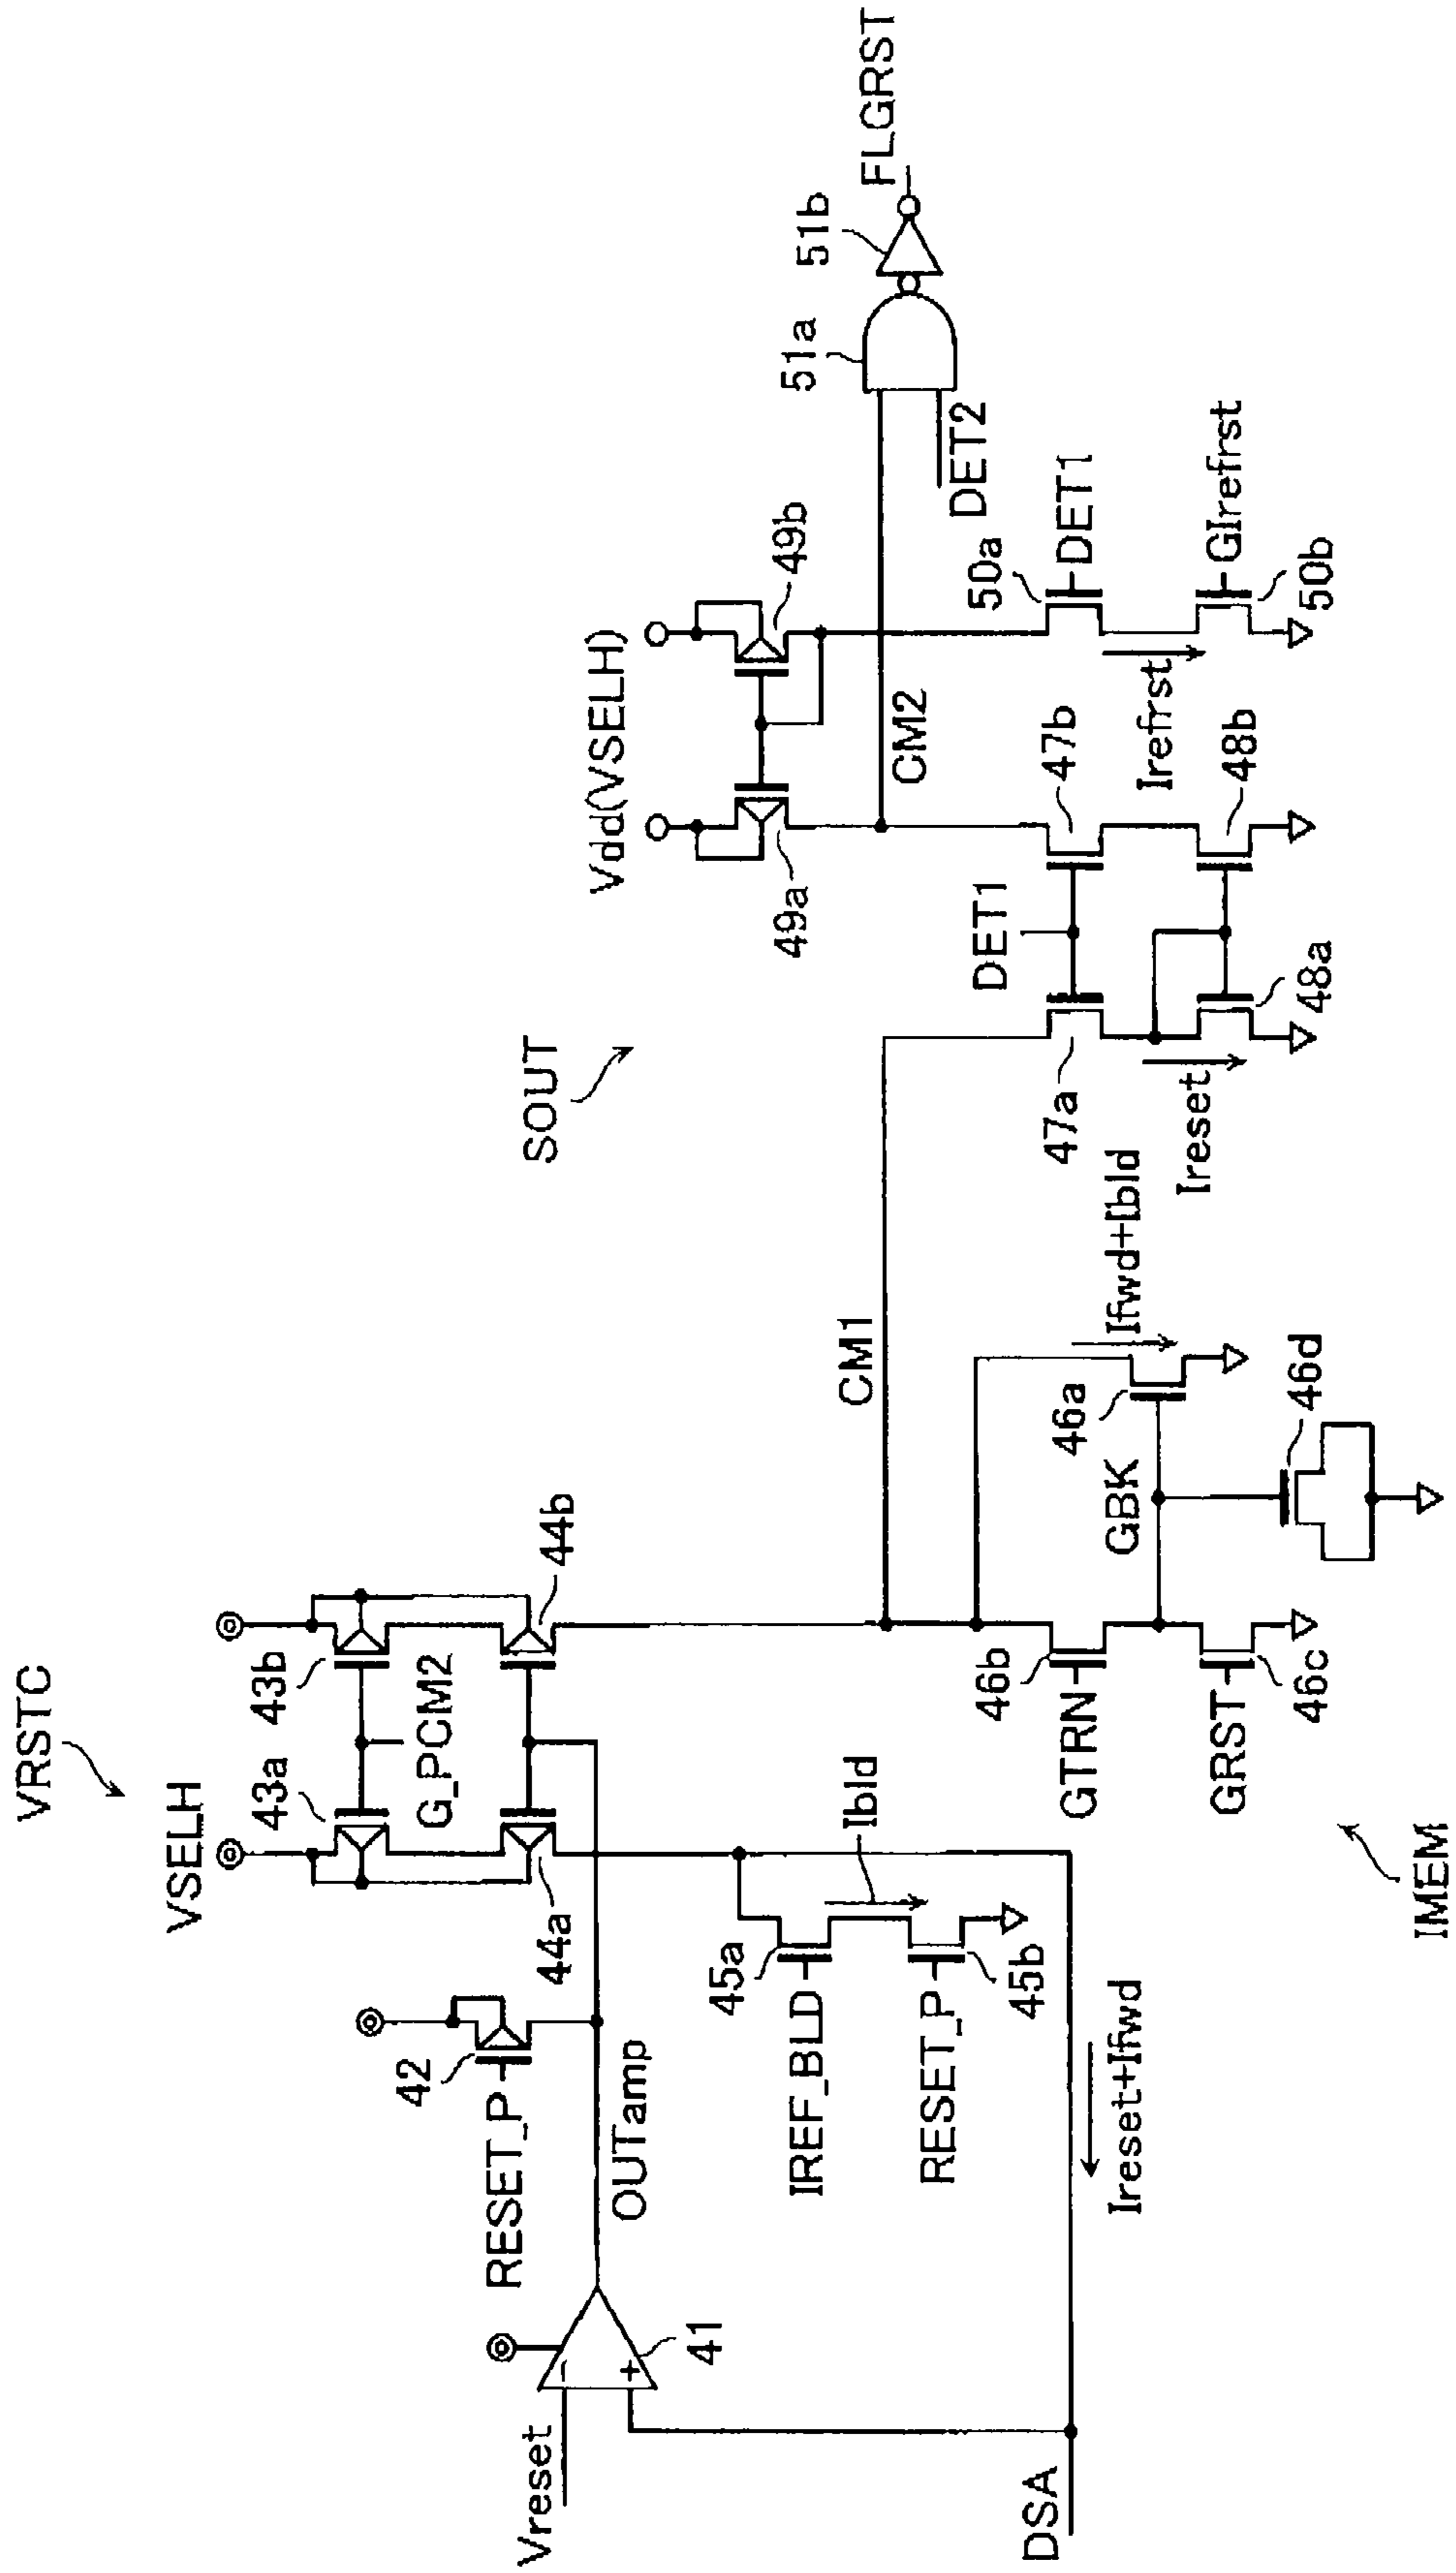 VRSTC
VSELH
43a
43b
G_PCM2
44a
44b
42
RESET_P
OUTamp
Vreset
41
DSA
45a
IREF_BLD
Ibld
RESET_P
45b
Ireset+Ifwd
CM1
46b
GTRN
GRST
46c
GBK
46a
Ifwd+Ibld
46d
IMEM
SOUT
Vdd(VSELH)
49a
49b
CM2
DET1
47a
47b
Ireset
48a
48b
50a
DET1
Irefrst
GIrefrst
50b
51a
51b
DET2
FLGRST